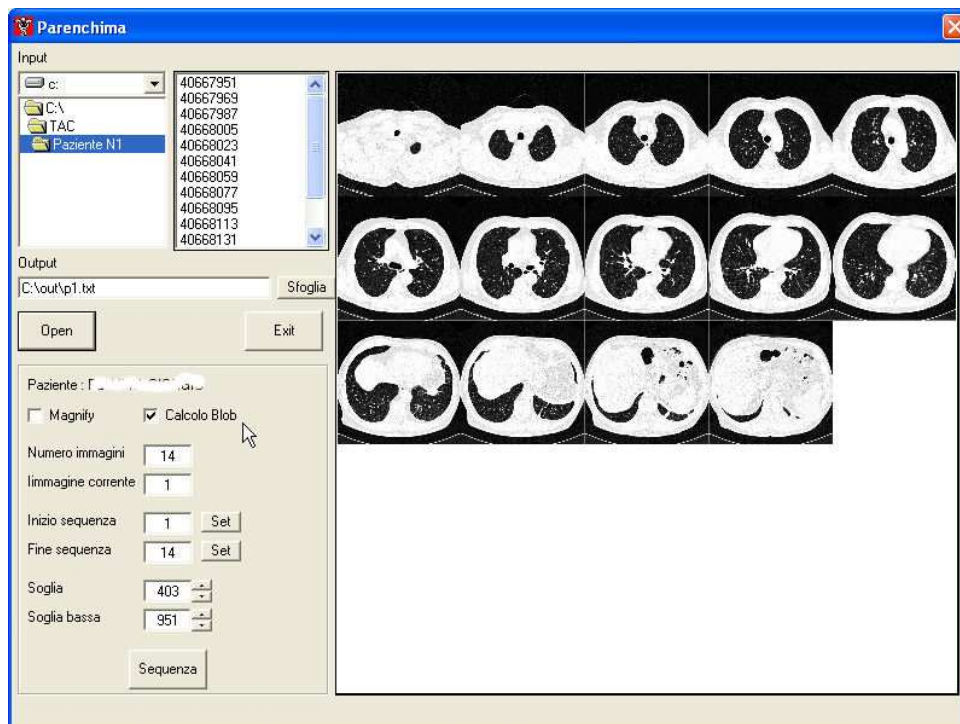 Parenchima
Input
c:
C:\
TAC
Paziente N1
40667951
40667969
40667987
40668005
40668023
40668041
40668059
40668077
40668095
40668113
40668131
Output
C:\out\p1.txt
Sfoglia
Open
Exit
Paziente :
Magnify
Calcolo Blob
Numero immagini
14
Iimmagine corrente
1
Inizio sequenza
1
Set
Fine sequenza
14
Set
Soglia
403
Soglia bassa
951
Sequenza